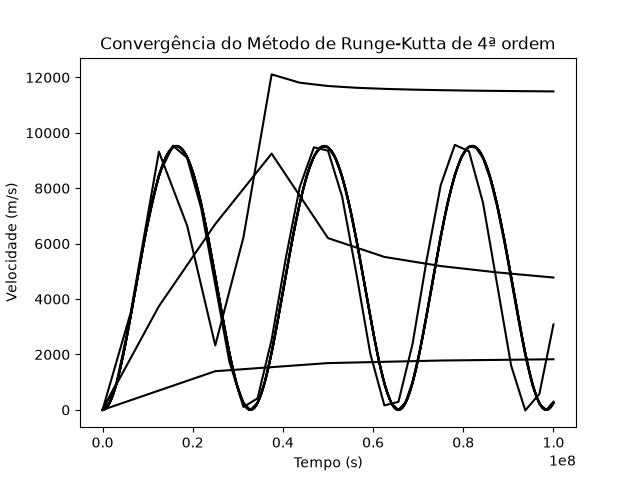 Convergência do Método de Runge-Kutta de 4ª ordem
Velocidade (m/s)
12000
10000
8000
6000
4000
2000
0
0.0 0.2 0.4 0.6 0.8 1.0
1e8
Tempo (s)